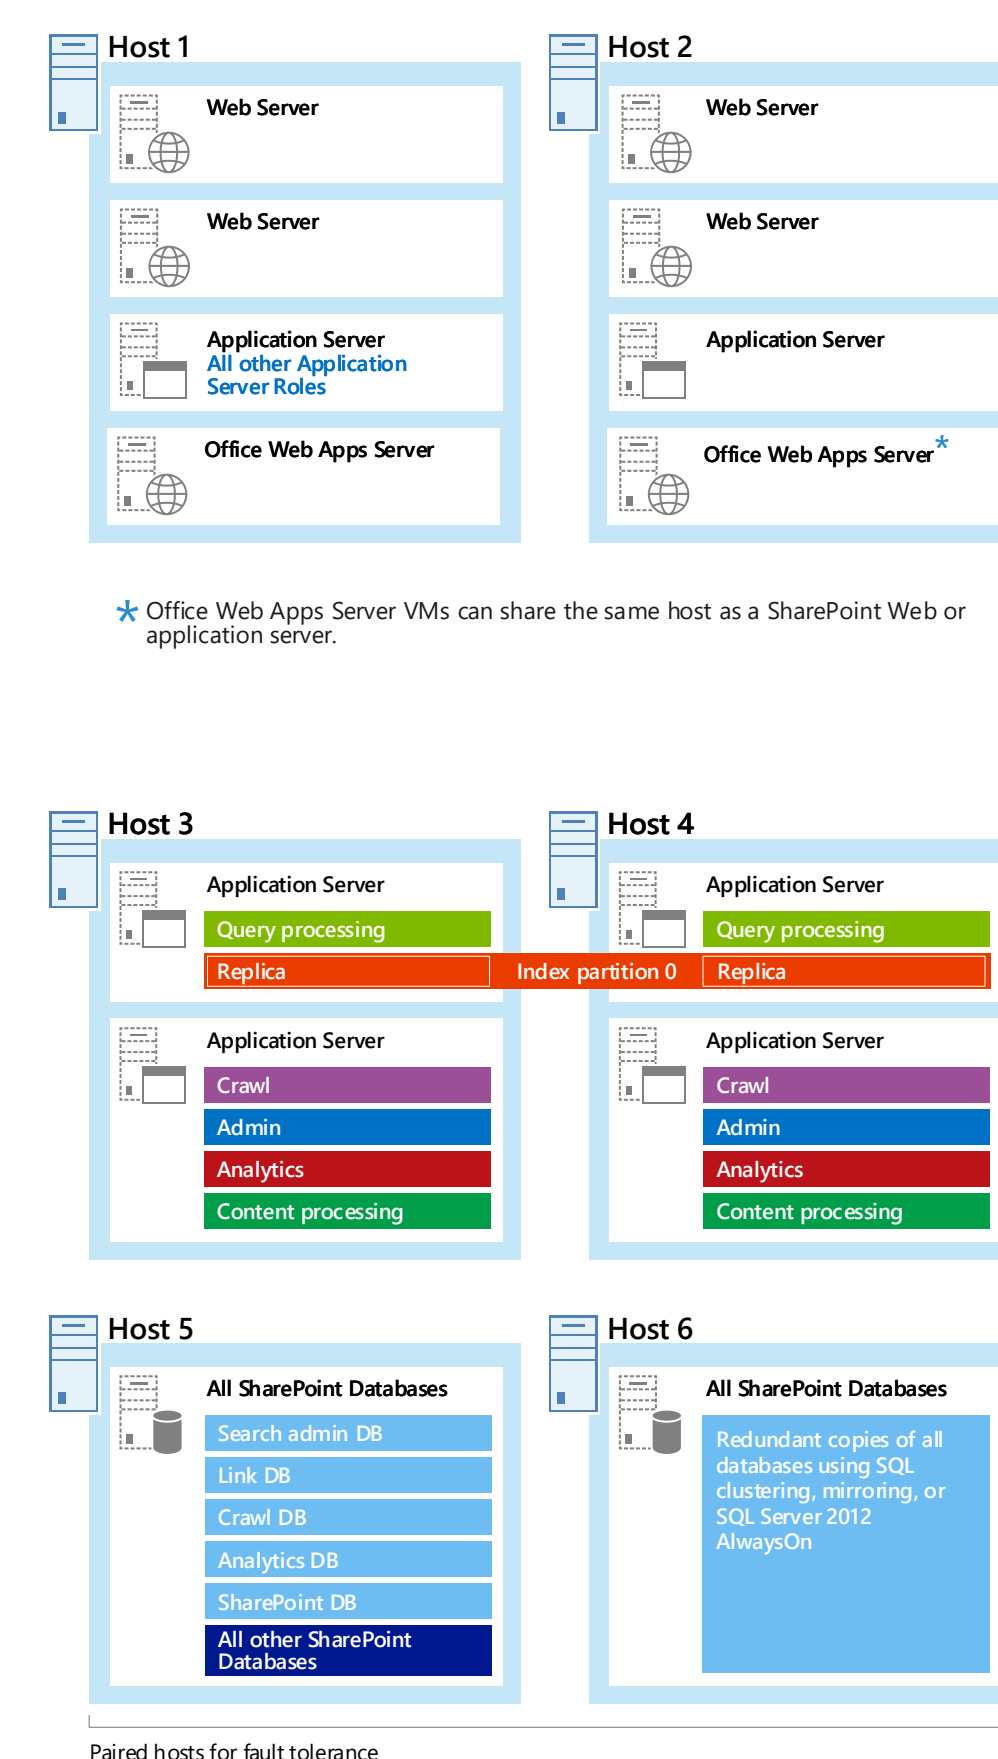 Host 1
Web Server
Web Server
Application Server
All other Application
Server Roles
Office Web Apps Server
Host 2
Web Server
Web Server
Application Server
Office Web Apps Server*
* Office Web Apps Server VMs can share the same host as a SharePoint Web or
application server.
Host 3
Application Server
Query processing
Replica
Index partition 0
Application Server
Crawl
Admin
Analytics
Content processing
Host 4
Application Server
Query processing
Replica
Application Server
Crawl
Admin
Analytics
Content processing
Host 5
All SharePoint Databases
Search admin DB
Link DB
Crawl DB
Analytics DB
SharePoint DB
All other SharePoint
Databases
Host 6
All SharePoint Databases
Redundant copies of all
databases using SQL
clustering, mirroring, or
SQL Server 2012
AlwaysOn
Paired hosts for fault tolerance